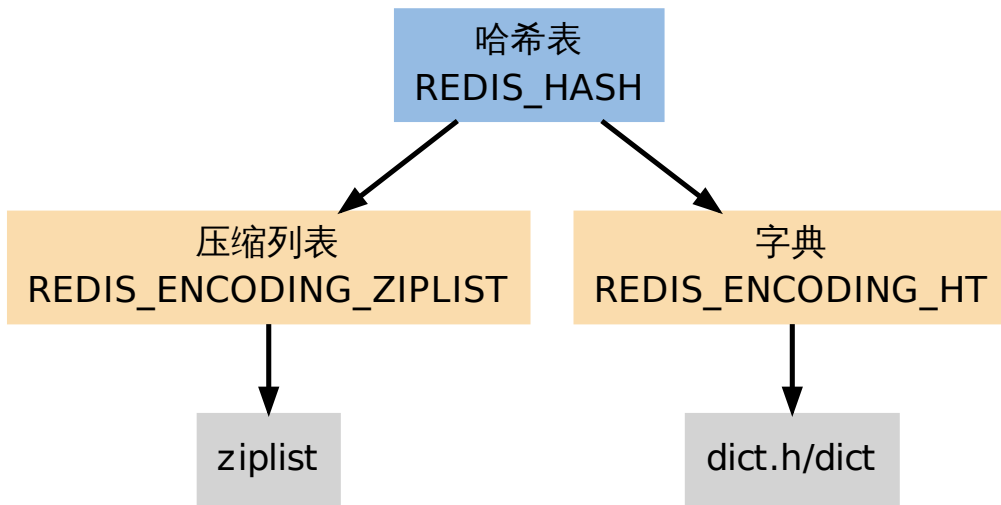 哈希表
REDIS_HASH
压缩列表
REDIS_ENCODING_ZIPLIST
字典
REDIS_ENCODING_HT
ziplist
dict.h/dict